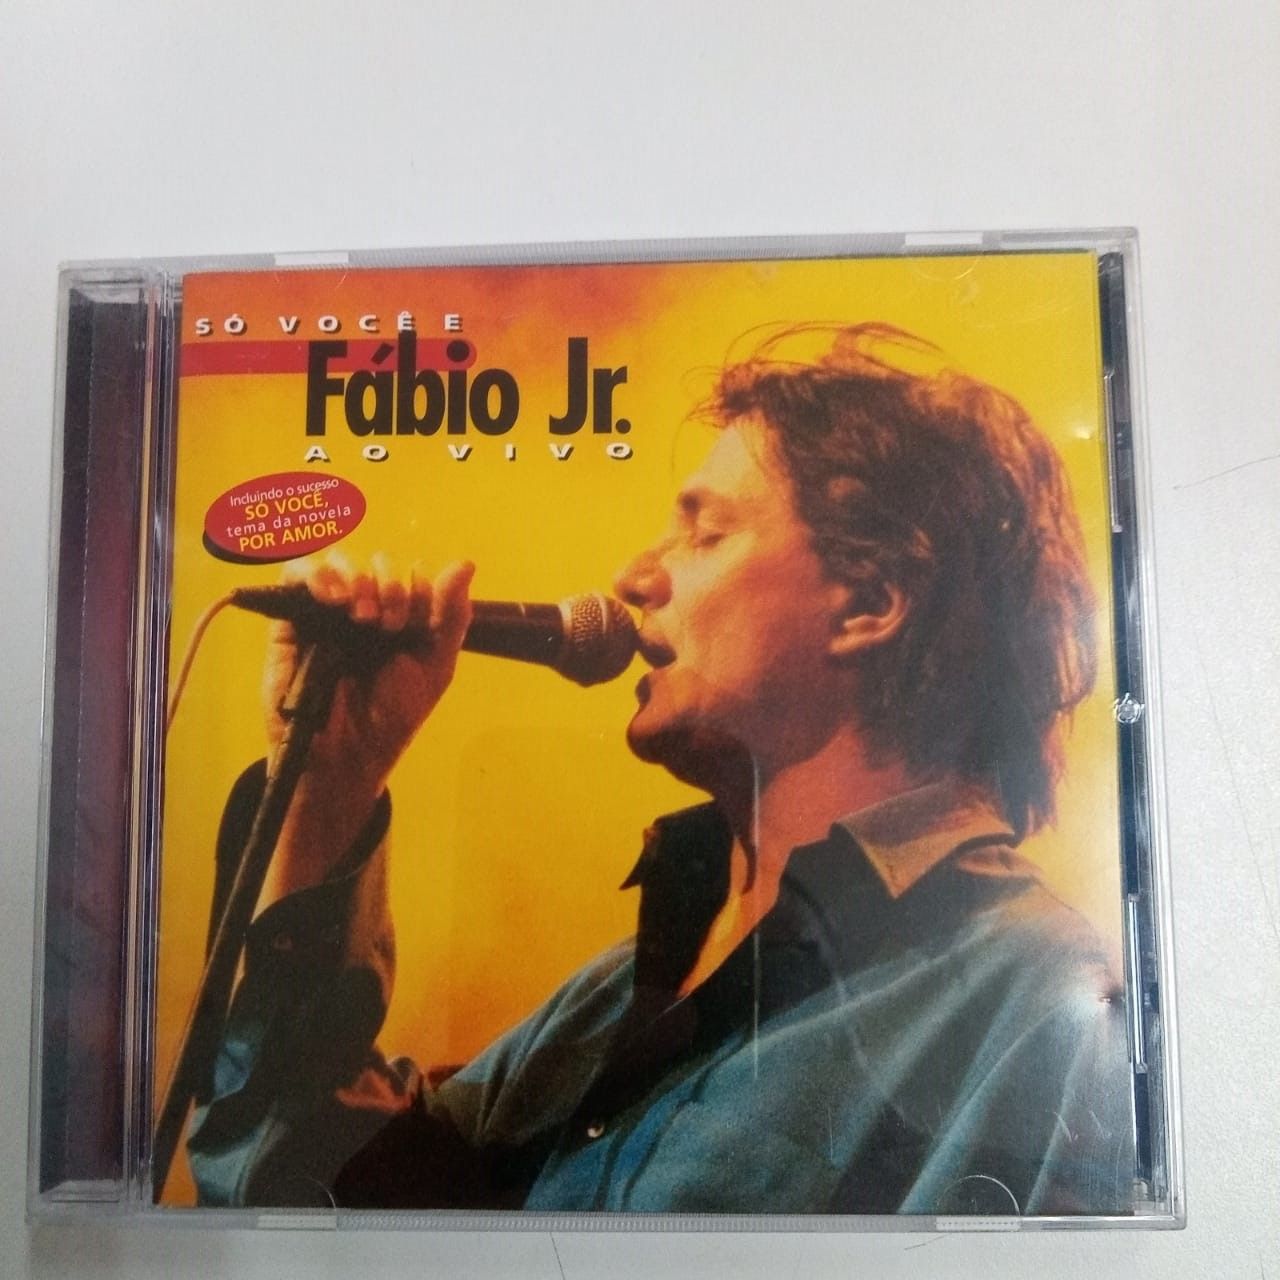 SÓ VOCÊ E
Fábio Jr.
AO VIVO
Incluindo o sucesso
SÓ VOCÊ,
tema da novela
POR AMOR.